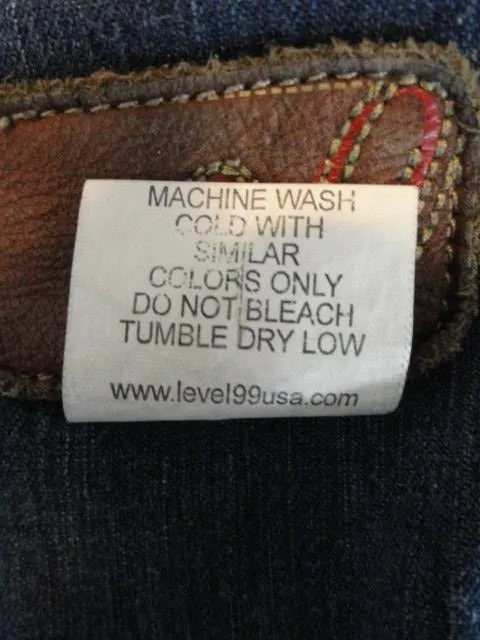 MACHINE WASH
COLD WITH
SIMILAR
COLORS ONLY
DO NOT BLEACH
TUMBLE DRY LOW
www.level99usa.com